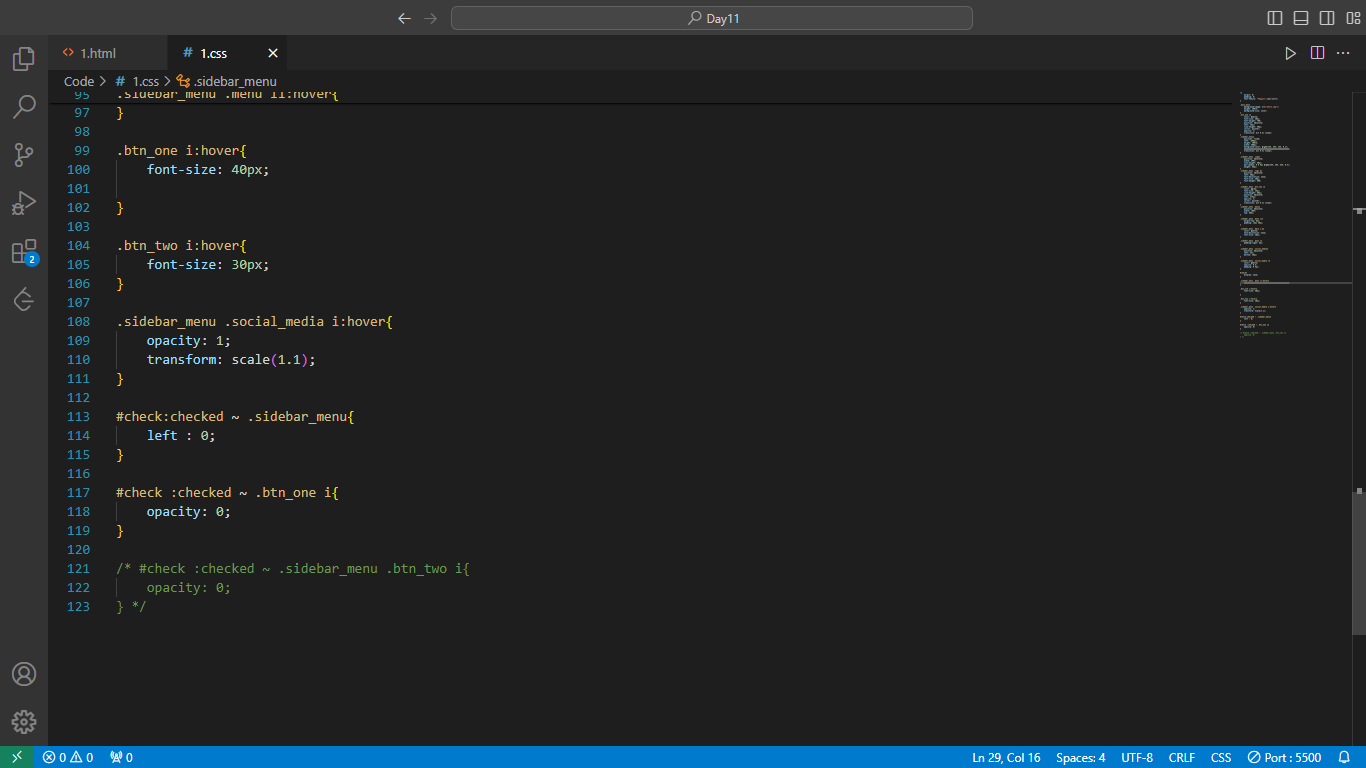 Day11
1.html
# 1.css
Code > # 1.css > .sidebar_menu
95 .sidebar_menu .menu li:hover{
97 }
98
99 .btn_one i:hover{
100 font-size: 40px;
101
102 }
103
104 .btn_two i:hover{
105 font-size: 30px;
106 }
107
108 .sidebar_menu .social_media i:hover{
109 opacity: 1;
110 transform: scale(1.1);
111 }
112
113 #check:checked ~ .sidebar_menu{
114 left : 0;
115 }
116
117 #check :checked ~ .btn_one i{
118 opacity: 0;
119 }
120
121 /* #check :checked ~ .sidebar_menu .btn_two i{
122 opacity: 0;
123 } */
2
0 0 0 Ln 29, Col 16 Spaces: 4 UTF-8 CRLF CSS Port : 5500